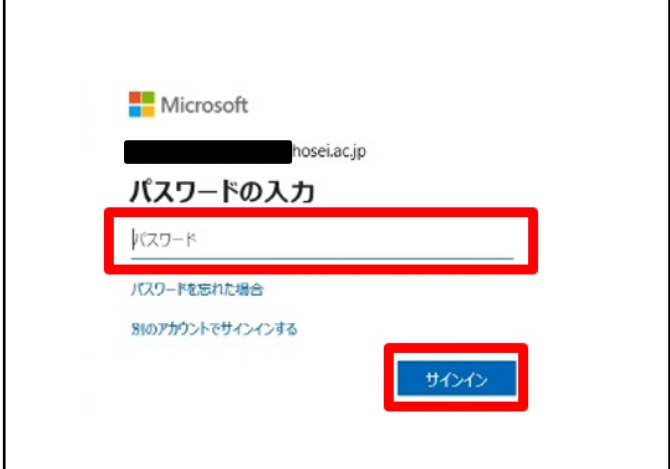 Microsoft
hosei.ac.jp
パスワードの入力
パスワード
パスワードを忘れた場合
別のアカウントでサインインする
サインイン